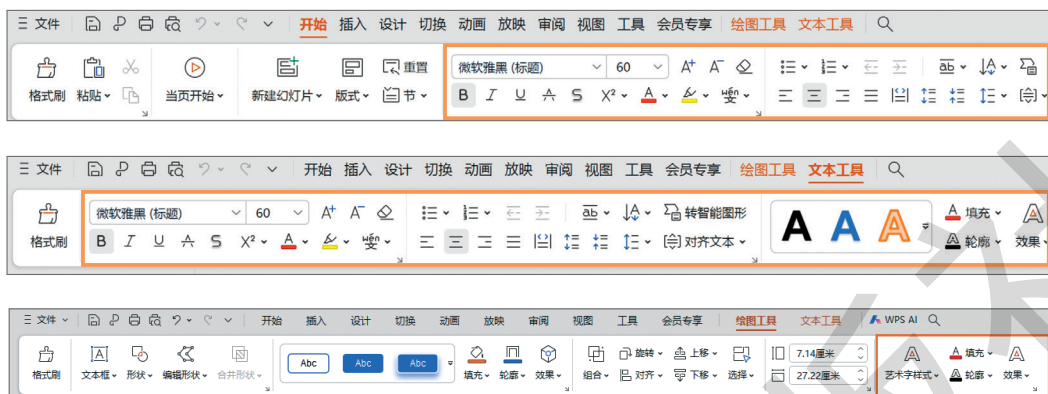 三 文件 开始 插入 设计 切换 动画 放映 审阅 视图 工具 会员专享 绘图工具 文本工具
重置 微软雅黑 (标题) 60 A+ A-
格式刷 粘贴 当页开始 新建幻灯片 版式 节 B I U A S X² A wén 变
三 文件 开始 插入 设计 切换 动画 放映 审阅 视图 工具 会员专享 绘图工具 文本工具
微软雅黑 (标题) 60 A+ A- ab 转智能图形 A A A A 填充 A
格式刷 B I U A S X² A wén 变 对齐文本 A 轮廓 效果
三 文件 开始 插入 设计 切换 动画 放映 审阅 视图 工具 会员专享 绘图工具 文本工具 WPS AI
Abc Abc Abc 旋转 上移 7.14厘米 A A 填充 A
格式刷 文本框 形状 编辑形状 合并形状 填充 轮廓 效果 组合 对齐 下移 选择 27.22厘米 艺术字样式 A 轮廓 效果